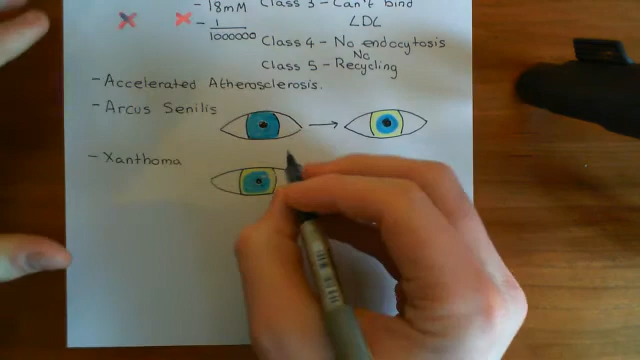 - 18mM
Class 3 - Can't bind
LDL
- 1
1000000
Class 4 - No endocytosis
No
Class 5 - Recycling
- Accelerated Atherosclerosis.
- Arcus Senilis
- Xanthoma